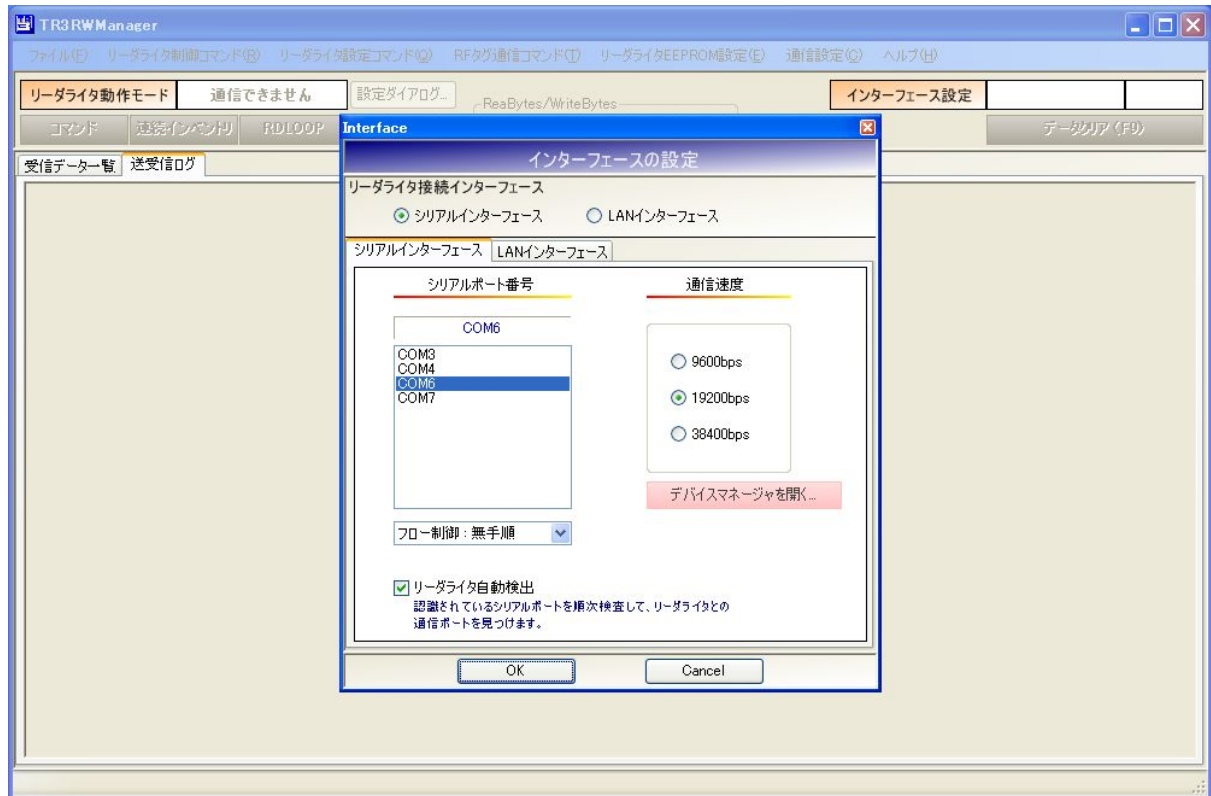 TR3RWManager
ファイル(F) リーダライタ制御コマンド(R) リーダライタ設定コマンド(Q) RFタグ通信コマンド(T) リーダライタEEPROM設定(E) 通信設定(C) ヘルプ(H)
リーダライタ動作モード 通信できません 設定ダイアログ... ReaBytes/WriteBytes インターフェース設定
コマンド 連続インベントリ RDLOOP データクリア (F9)
受信データ一覧 送受信ログ
Interface
インターフェースの設定
リーダライタ接続インターフェース
シリアルインターフェース LANインターフェース
シリアルインターフェース LANインターフェース
シリアルポート番号 通信速度
COM6
COM3
COM4
COM6
COM7
9600bps
19200bps
38400bps
デバイスマネージャを開く...
フロー制御:無手順
リーダライタ自動検出
認識されているシリアルポートを順次検査して、リーダライタとの
通信ポートを見つけます。
OK Cancel